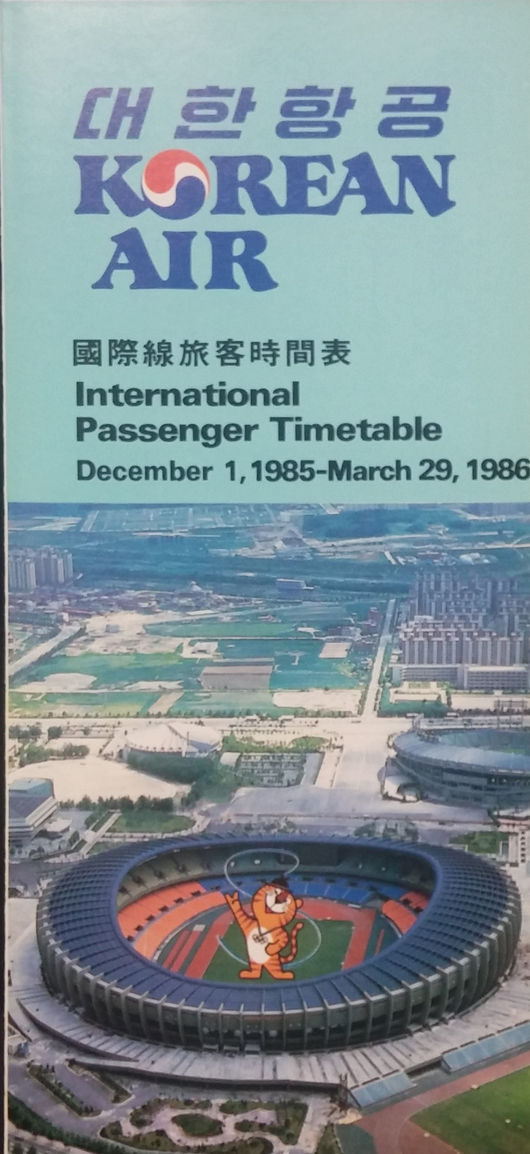 대한항공
KOREAN
AIR
國際線旅客時間表
International
Passenger Timetable
December 1, 1985-March 29, 1986